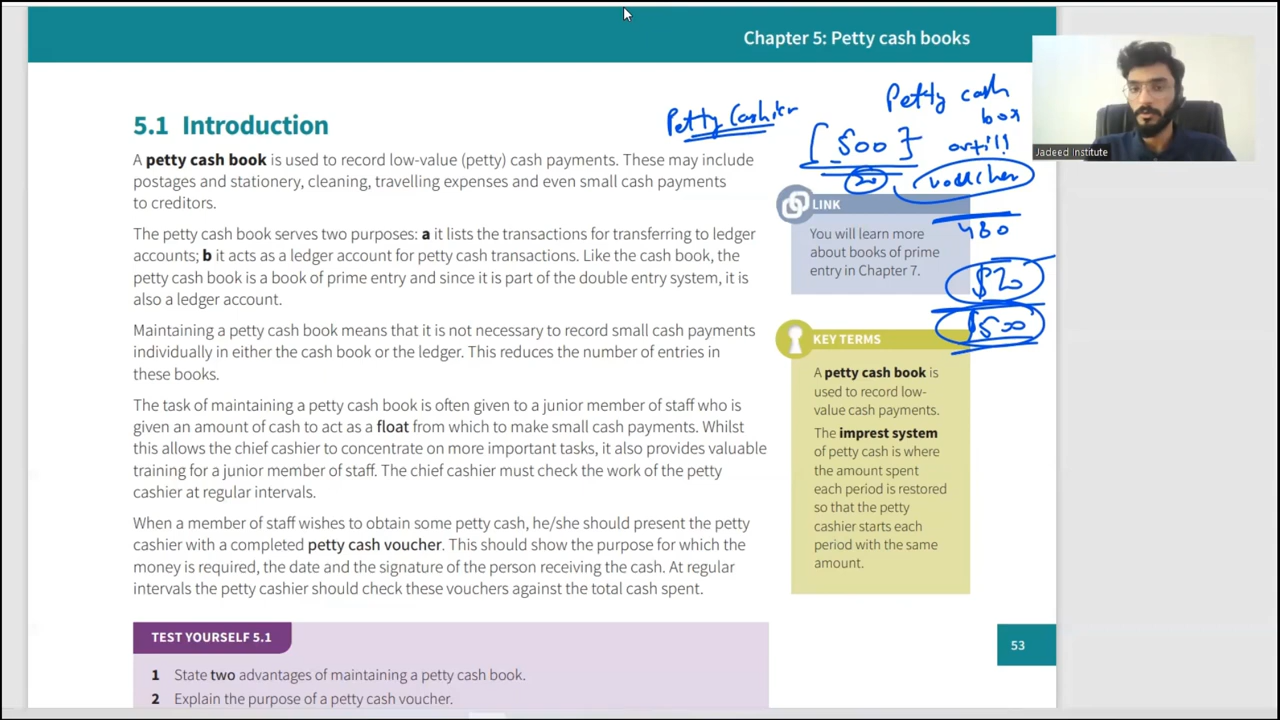 Chapter 5: Petty cash books
Jadeed Institute
5.1 Introduction
Petty Cashier
Petty cash
box
[500]
or till
20
voucher
480
$20
$500
A petty cash book is used to record low-value (petty) cash payments. These may include
postages and stationery, cleaning, travelling expenses and even small cash payments
to creditors.
The petty cash book serves two purposes: a it lists the transactions for transferring to ledger
accounts; b it acts as a ledger account for petty cash transactions. Like the cash book, the
petty cash book is a book of prime entry and since it is part of the double entry system, it is
also a ledger account.
Maintaining a petty cash book means that it is not necessary to record small cash payments
individually in either the cash book or the ledger. This reduces the number of entries in
these books.
The task of maintaining a petty cash book is often given to a junior member of staff who is
given an amount of cash to act as a float from which to make small cash payments. Whilst
this allows the chief cashier to concentrate on more important tasks, it also provides valuable
training for a junior member of staff. The chief cashier must check the work of the petty
cashier at regular intervals.
When a member of staff wishes to obtain some petty cash, he/she should present the petty
cashier with a completed petty cash voucher. This should show the purpose for which the
money is required, the date and the signature of the person receiving the cash. At regular
intervals the petty cashier should check these vouchers against the total cash spent.
LINK
You will learn more
about books of prime
entry in Chapter 7.
KEY TERMS
A petty cash book is
used to record low-
value cash payments.
The imprest system
of petty cash is where
the amount spent
each period is restored
so that the petty
cashier starts each
period with the same
amount.
TEST YOURSELF 5.1
1 State two advantages of maintaining a petty cash book.
2 Explain the purpose of a petty cash voucher.
53